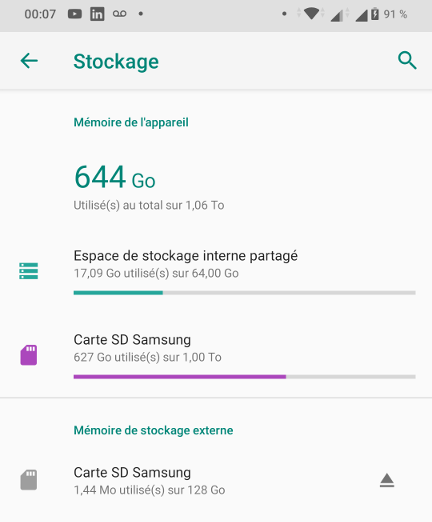 00:07 91 %
Stockage
Mémoire de l'appareil
644 Go
Utilisé(s) au total sur 1,06 To
Espace de stockage interne partagé
17,09 Go utilisé(s) sur 64,00 Go
Carte SD Samsung
627 Go utilisé(s) sur 1,00 To
Mémoire de stockage externe
Carte SD Samsung
1,44 Mo utilisé(s) sur 128 Go